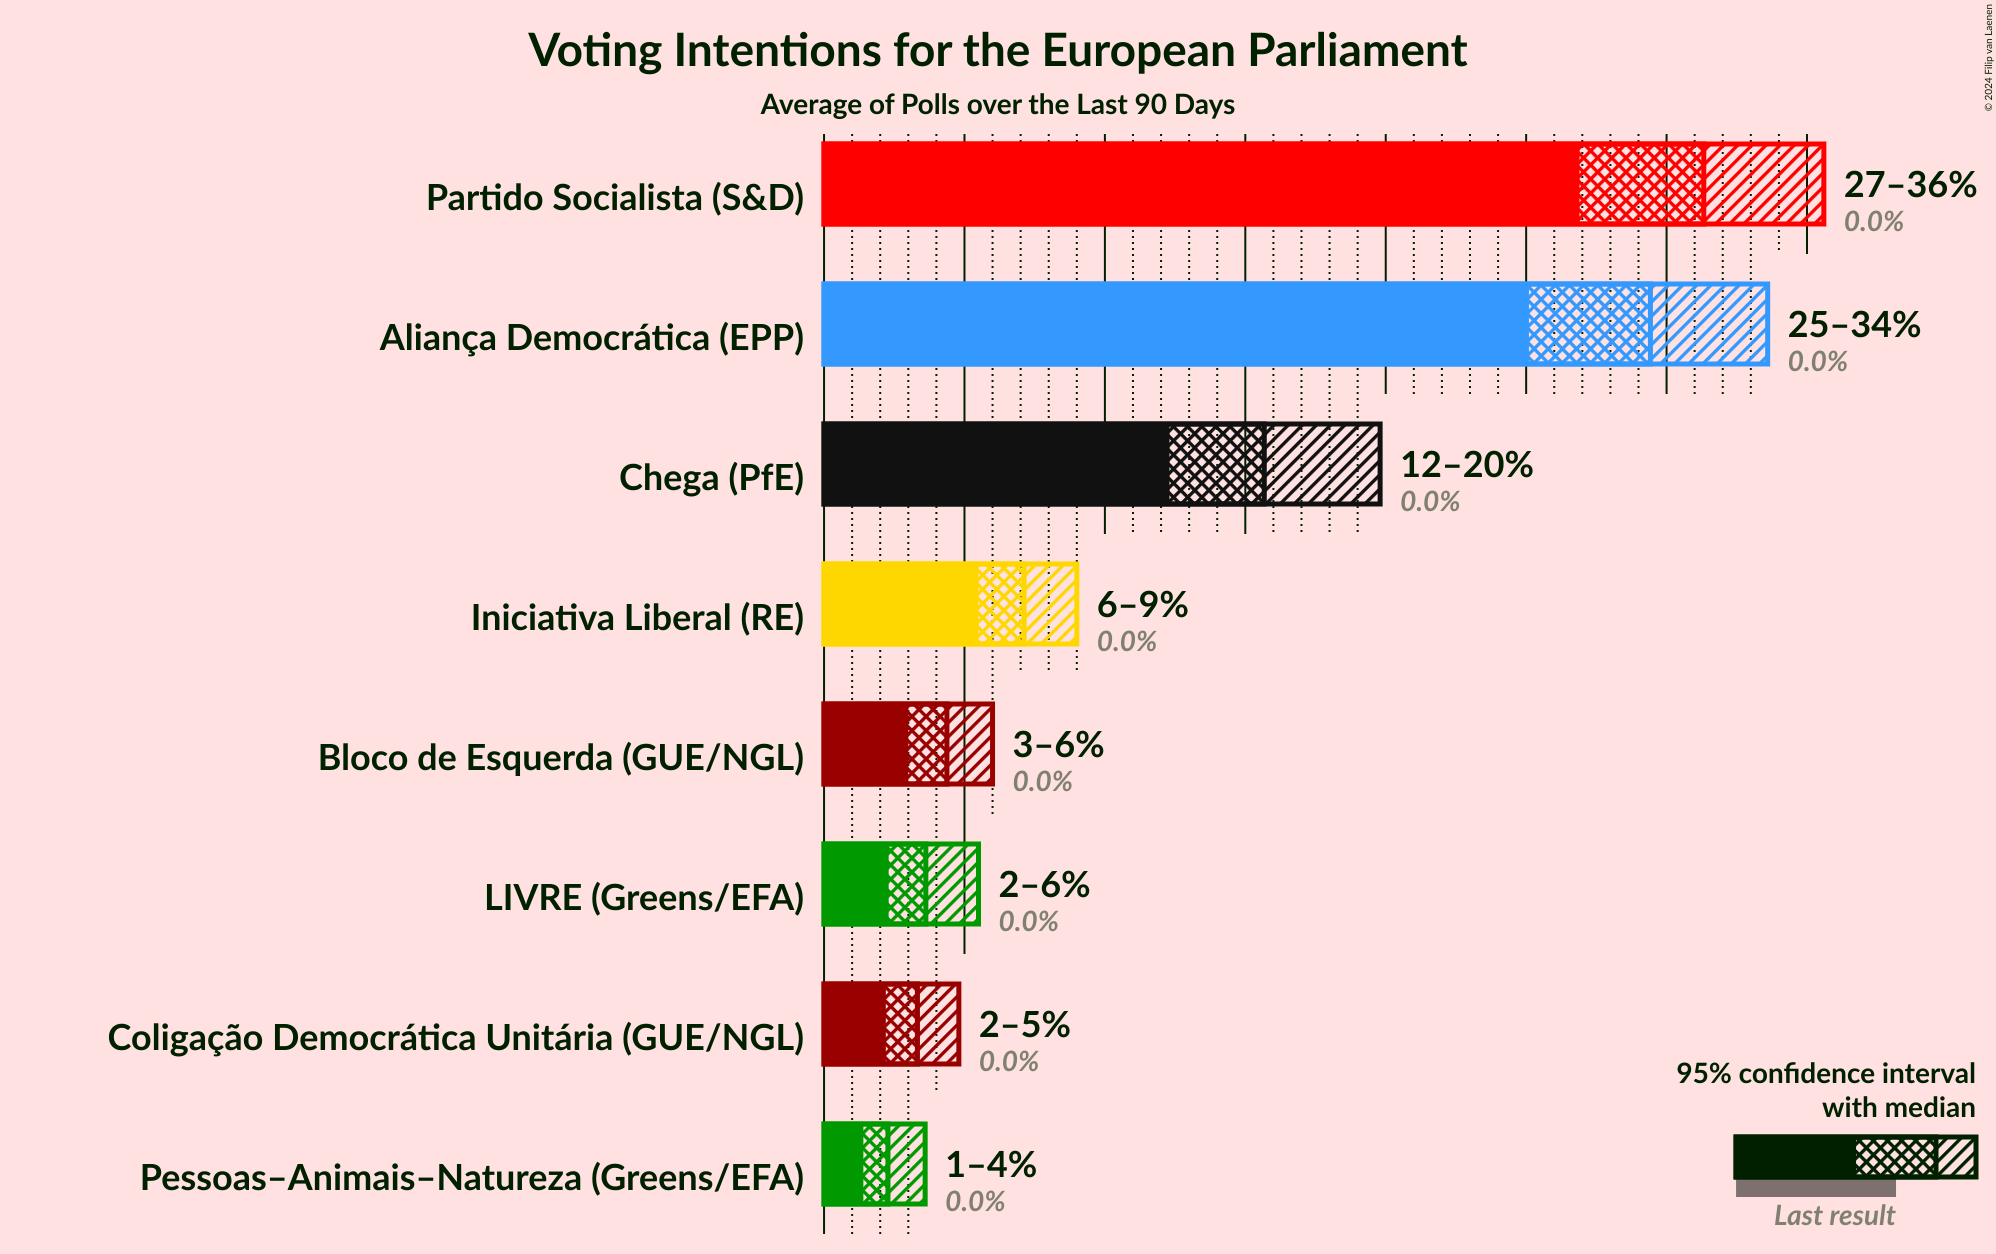 Voting Intentions for the European Parliament
Average of Polls over the Last 90 Days
© 2024 Filip van Laenen
Partido Socialista (S&D)
27–36%
0.0%
Aliança Democrática (EPP)
25–34%
0.0%
Chega (PfE)
12–20%
0.0%
Iniciativa Liberal (RE)
6–9%
0.0%
Bloco de Esquerda (GUE/NGL)
3–6%
0.0%
LIVRE (Greens/EFA)
2–6%
0.0%
Coligação Democrática Unitária (GUE/NGL)
2–5%
0.0%
Pessoas–Animais–Natureza (Greens/EFA)
1–4%
0.0%
95% confidence interval
with median
Last result